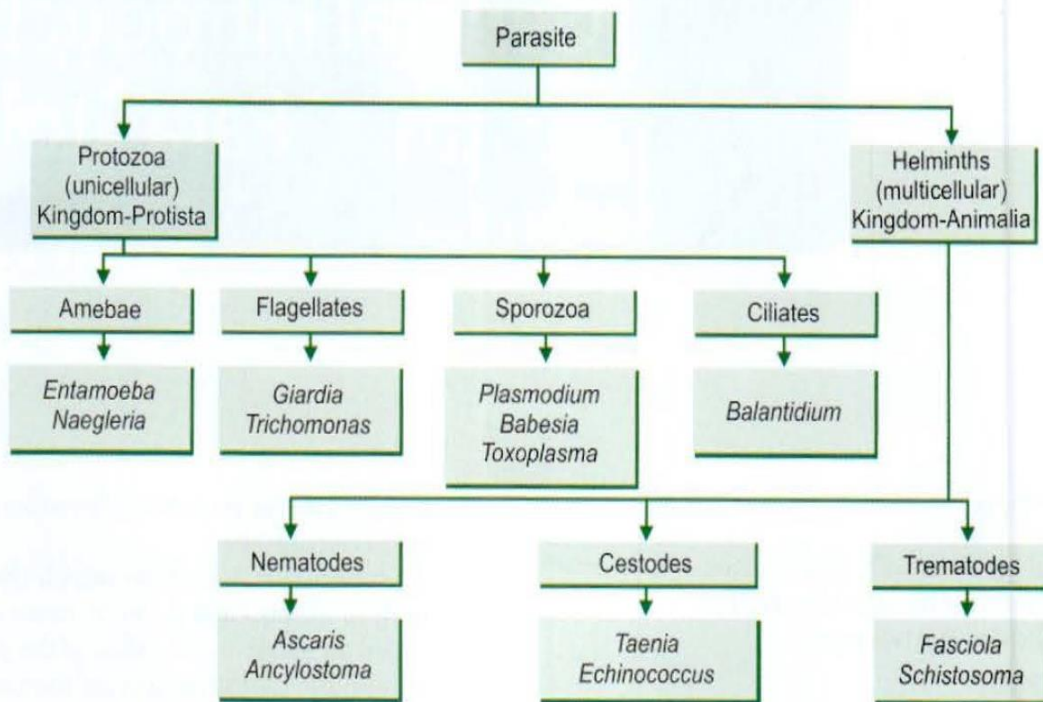 Parasite
Protozoa
(unicellular)
Kingdom-Protista
Helminths
(multicellular)
Kingdom-Animalia
Amebae
Flagellates
Sporozoa
Ciliates
Entamoeba
Naegleria
Giardia
Trichomonas
Plasmodium
Babesia
Toxoplasma
Balantidium
Nematodes
Cestodes
Trematodes
Ascaris
Ancylostoma
Taenia
Echinococcus
Fasciola
Schistosoma